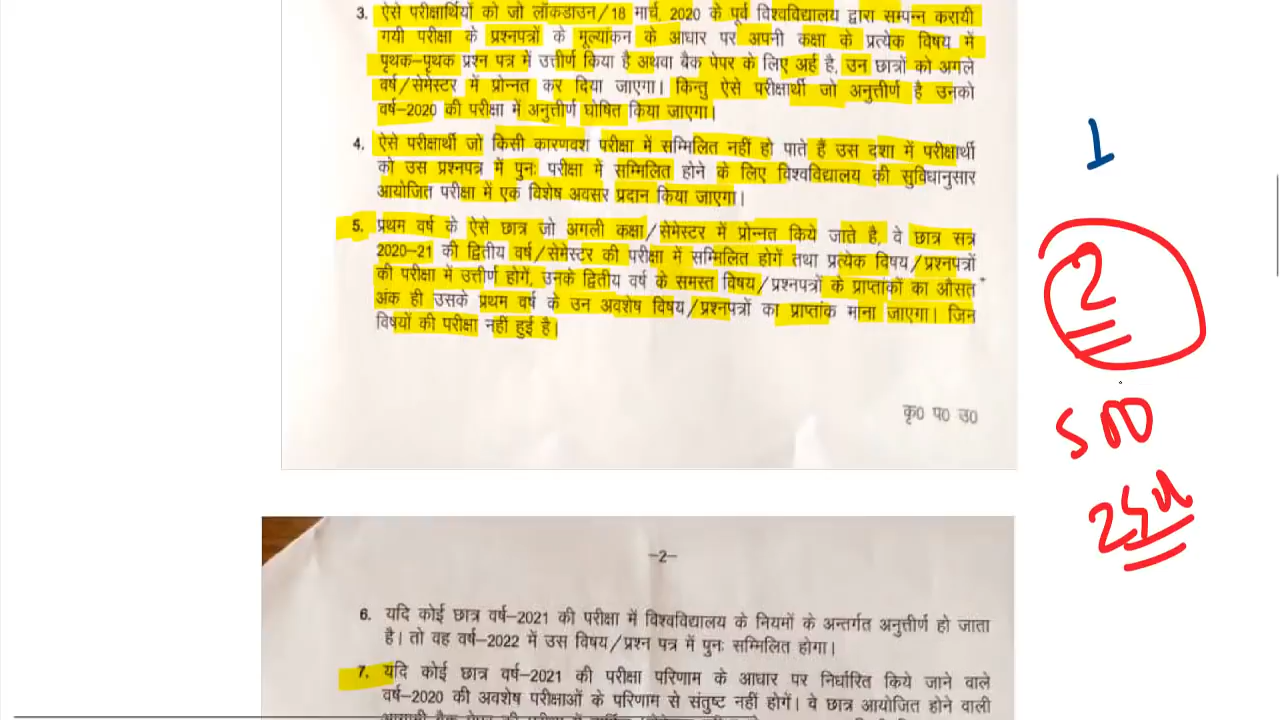 3. ऐसे परीक्षार्थियों को जो लॉकडाउन/18 मार्च, 2020 के पूर्व विश्वविद्यालय द्वारा सम्पन्न करायी
गयी परीक्षा के प्रश्नपत्रों के मूल्यांकन के आधार पर अपनी कक्षा के प्रत्येक विषय में
पृथक–पृथक प्रश्न पत्र में उत्तीर्ण किया है अथवा बैक पेपर के लिए अर्ह है, उन छात्रों को अगले
वर्ष/सेमेस्टर में प्रोन्नत कर दिया जाएगा। किन्तु ऐसे परीक्षार्थी जो अनुत्तीर्ण है उनको
वर्ष–2020 की परीक्षा में अनुत्तीर्ण घोषित किया जाएगा।
4. ऐसे परीक्षार्थी जो किसी कारणवश परीक्षा में सम्मिलित नहीं हो पाते हैं उस दशा में परीक्षार्थी
को उस प्रश्नपत्र में पुनः परीक्षा में सम्मिलित होने के लिए विश्वविद्यालय की सुविधानुसार
आयोजित परीक्षा में एक विशेष अवसर प्रदान किया जाएगा।
5. प्रथम वर्ष के ऐसे छात्र जो अगली कक्षा/सेमेस्टर में प्रोन्नत किये जाते है, वे छात्र सत्र
2020–21 की द्वितीय वर्ष/सेमेस्टर की परीक्षा में सम्मिलित होगें तथा प्रत्येक विषय/प्रश्नपत्रों
की परीक्षा में उत्तीर्ण होगें, उनके द्वितीय वर्ष के समस्त विषय/प्रश्नपत्रों के प्राप्तांकों का औसत
अंक ही उसके प्रथम वर्ष के उन अवशेष विषय/प्रश्नपत्रों का प्राप्तांक माना जाएगा। जिन
विषयों की परीक्षा नहीं हुई है।
कृ0 प0 उ0
1
2
500
–2–
6. यदि कोई छात्र वर्ष–2021 की परीक्षा में विश्वविद्यालय के नियमों के अन्तर्गत अनुत्तीर्ण हो जाता
है। तो वह वर्ष–2022 में उस विषय/प्रश्न पत्र में पुनः सम्मिलित होगा।
7. यदि कोई छात्र वर्ष–2021 की परीक्षा परिणाम के आधार पर निर्धारित किये जाने वाले
वर्ष–2020 की अवशेष परीक्षाओं के परिणाम से संतुष्ट नहीं होगें। वे छात्र आयोजित होने वाली